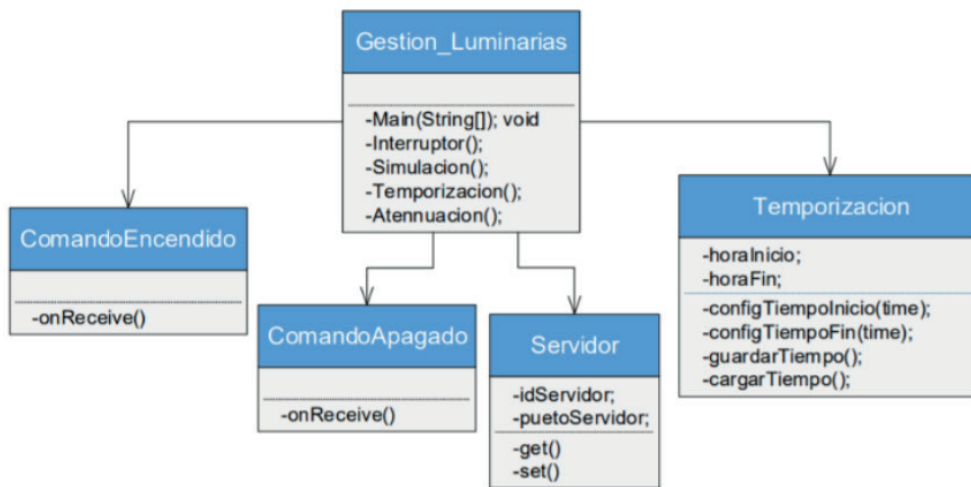 Gestion_Luminarias
-Main(String[]); void
-Interruptor();
-Simulacion();
-Temporizacion();
-Atennuacion();
ComandoEncendido
-onReceive()
ComandoApagado
-onReceive()
Servidor
-idServidor;
-puetoServidor;
-get()
-set()
Temporizacion
-horaInicio;
-horaFin;
-configTiempoInicio(time);
-configTiempoFin(time);
-guardarTiempo();
-cargarTiempo();